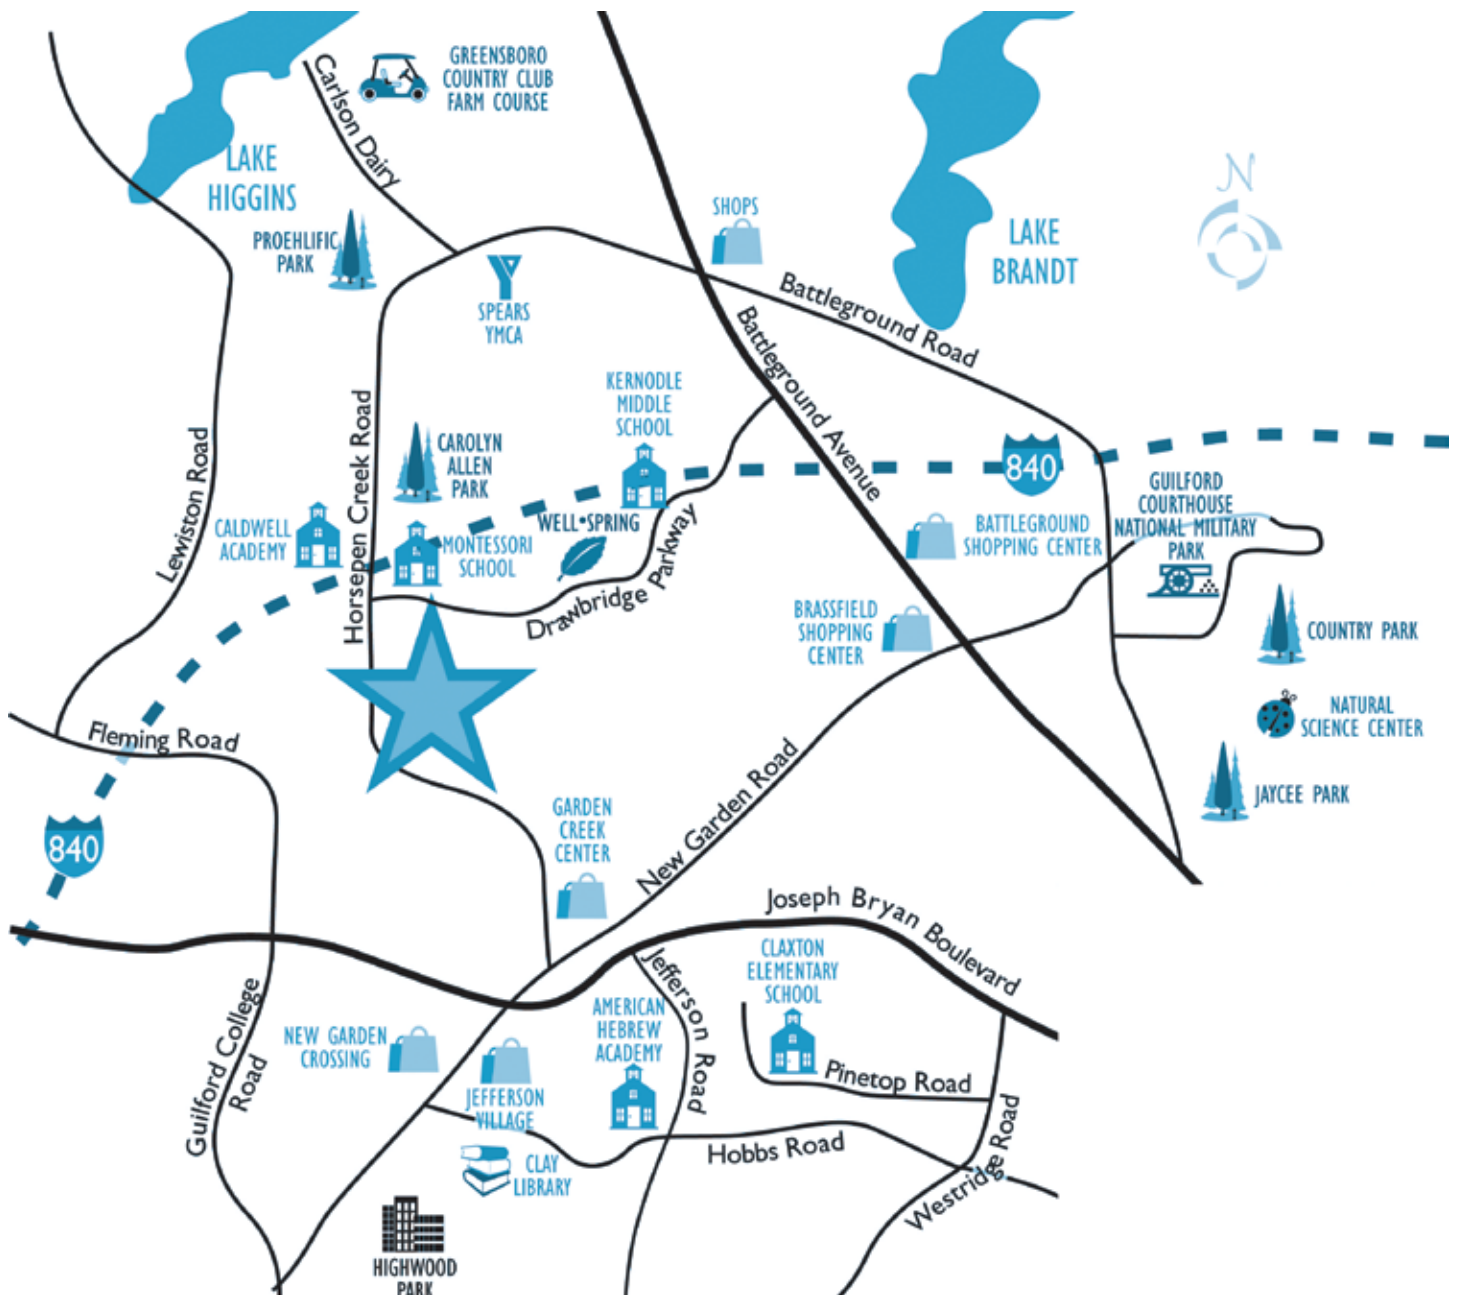 GREENSBORO
COUNTRY CLUB
FARM COURSE
Carlson Dairy
LAKE
HIGGINS
N
SHOPS
LAKE
BRANDT
PROEHLIFIC
PARK
SPEARS
YMCA
Battleground Road
Battleground Avenue
KERNODLE
MIDDLE
SCHOOL
Horsepen Creek Road
CAROLYN
ALLEN
PARK
Lewiston Road
840
GUILFORD
COURTHOUSE
NATIONAL MILITARY
PARK
CALDWELL
ACADEMY
MONTESSORI
SCHOOL
WELL•SPRING
BATTLEGROUND
SHOPPING CENTER
Drawbridge Parkway
BRASSFIELD
SHOPPING
CENTER
COUNTRY PARK
NATURAL
SCIENCE CENTER
Fleming Road
JAYCEE PARK
840
GARDEN
CREEK
CENTER
New Garden Road
Joseph Bryan Boulevard
CLAXTON
ELEMENTARY
SCHOOL
Jefferson Road
AMERICAN
HEBREW
ACADEMY
Guilford College
Road
NEW GARDEN
CROSSING
JEFFERSON
VILLAGE
Pinetop Road
Hobbs Road
Westridge Road
CLAY
LIBRARY
HIGHWOOD
PARK